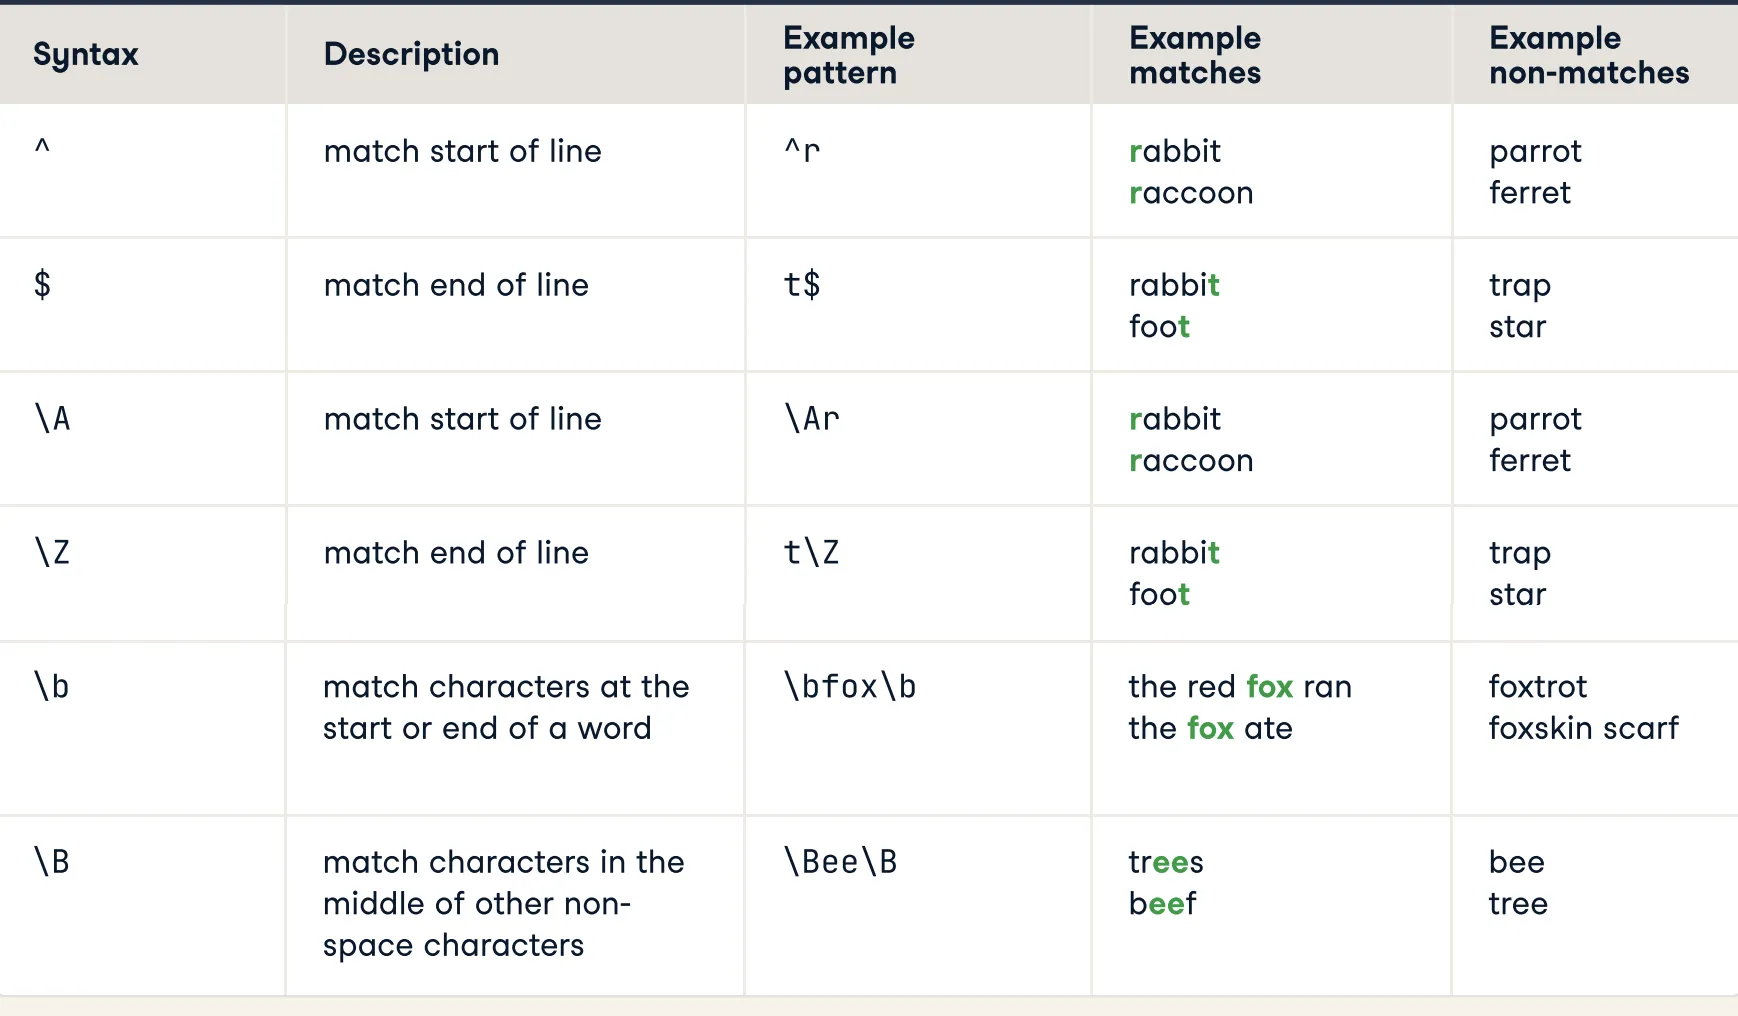 Syntax
Description
Example
pattern
Example
matches
Example
non-matches
^
match start of line
^r
rabbit
raccoon
parrot
ferret
$
match end of line
t$
rabbit
foot
trap
star
\A
match start of line
\Ar
rabbit
raccoon
parrot
ferret
\Z
match end of line
t\Z
rabbit
foot
trap
star
\b
match characters at the
start or end of a word
\bfox\b
the red fox ran
the fox ate
foxtrot
foxskin scarf
\B
match characters in the
middle of other non-
space characters
\Bee\B
trees
beef
bee
tree